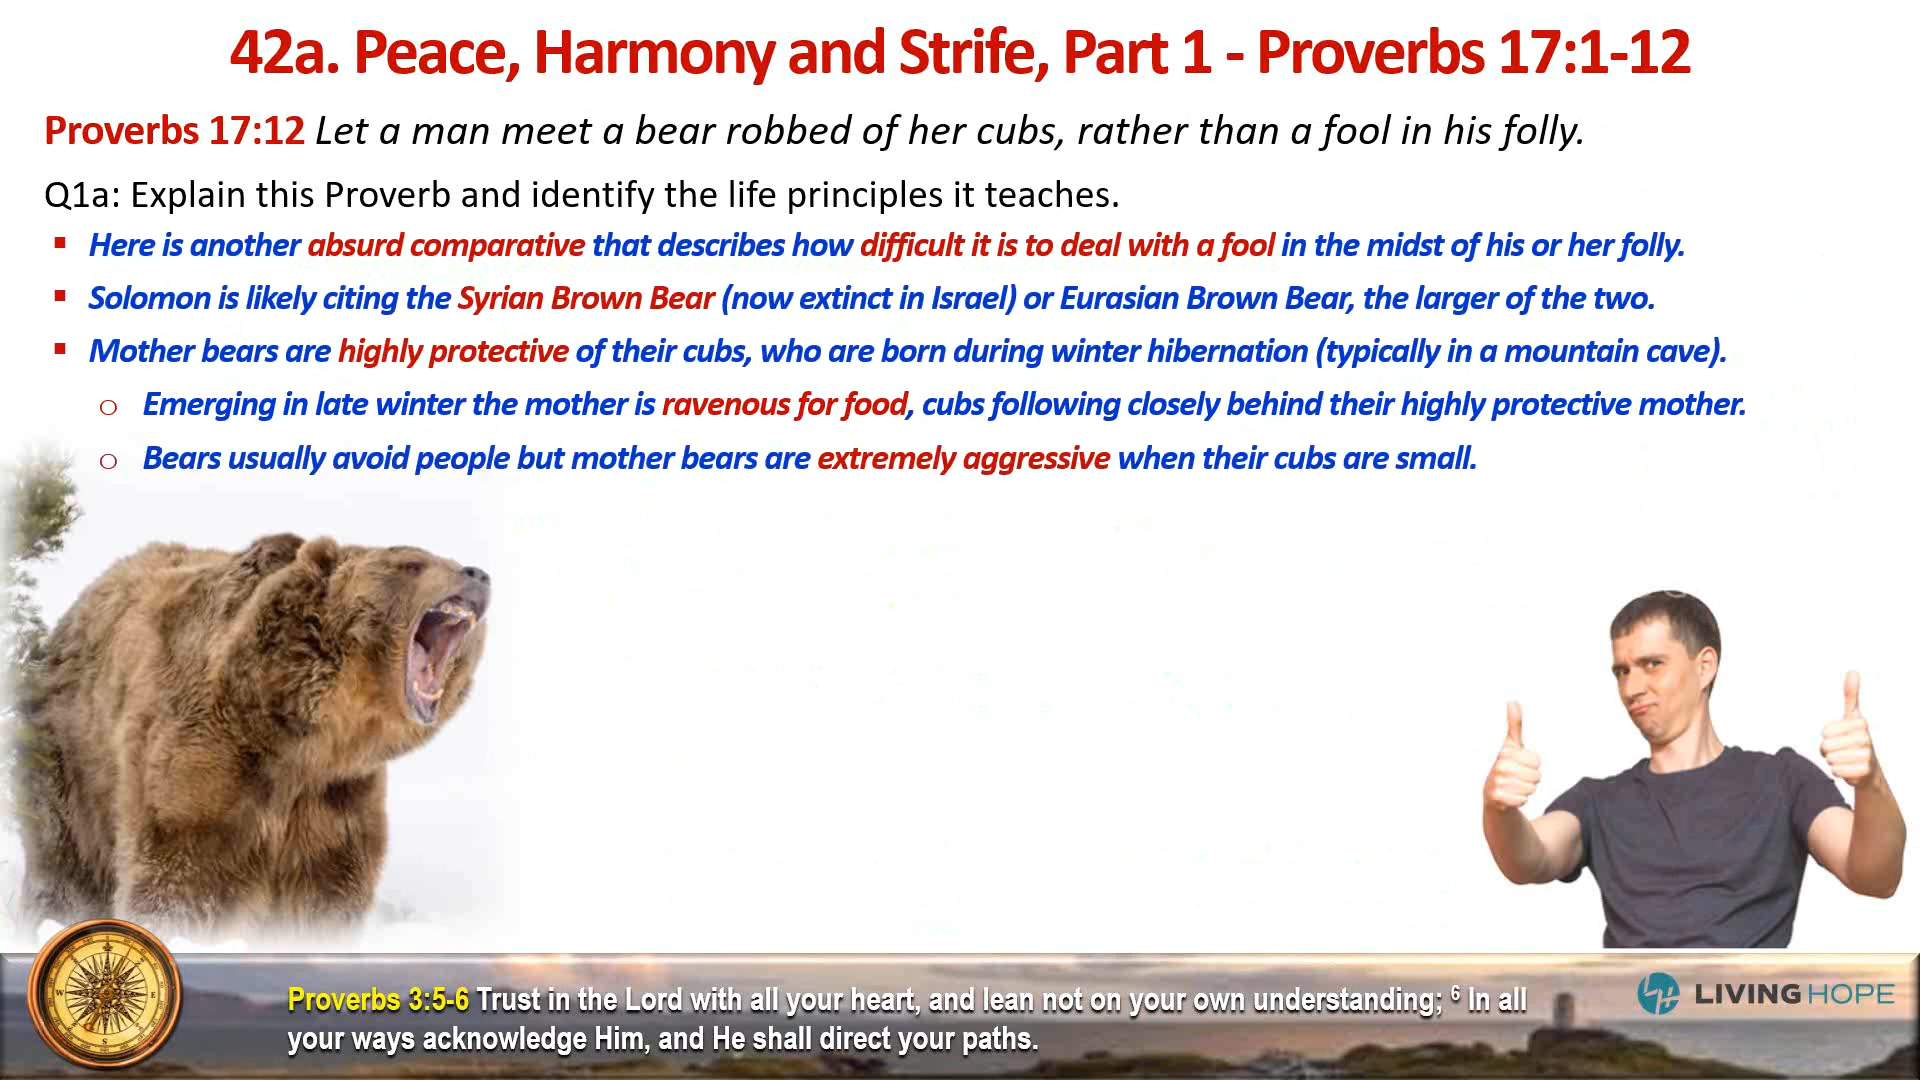 42a. Peace, Harmony and Strife, Part 1 - Proverbs 17:1-12
Proverbs 17:12 Let a man meet a bear robbed of her cubs, rather than a fool in his folly.
Q1a: Explain this Proverb and identify the life principles it teaches.
▪ Here is another absurd comparative that describes how difficult it is to deal with a fool in the midst of his or her folly.
▪ Solomon is likely citing the Syrian Brown Bear (now extinct in Israel) or Eurasian Brown Bear, the larger of the two.
▪ Mother bears are highly protective of their cubs, who are born during winter hibernation (typically in a mountain cave).
o Emerging in late winter the mother is ravenous for food, cubs following closely behind their highly protective mother.
o Bears usually avoid people but mother bears are extremely aggressive when their cubs are small.
W E S
Proverbs 3:5-6 Trust in the Lord with all your heart, and lean not on your own understanding; 6 In all
your ways acknowledge Him, and He shall direct your paths.
LH LIVING HOPE